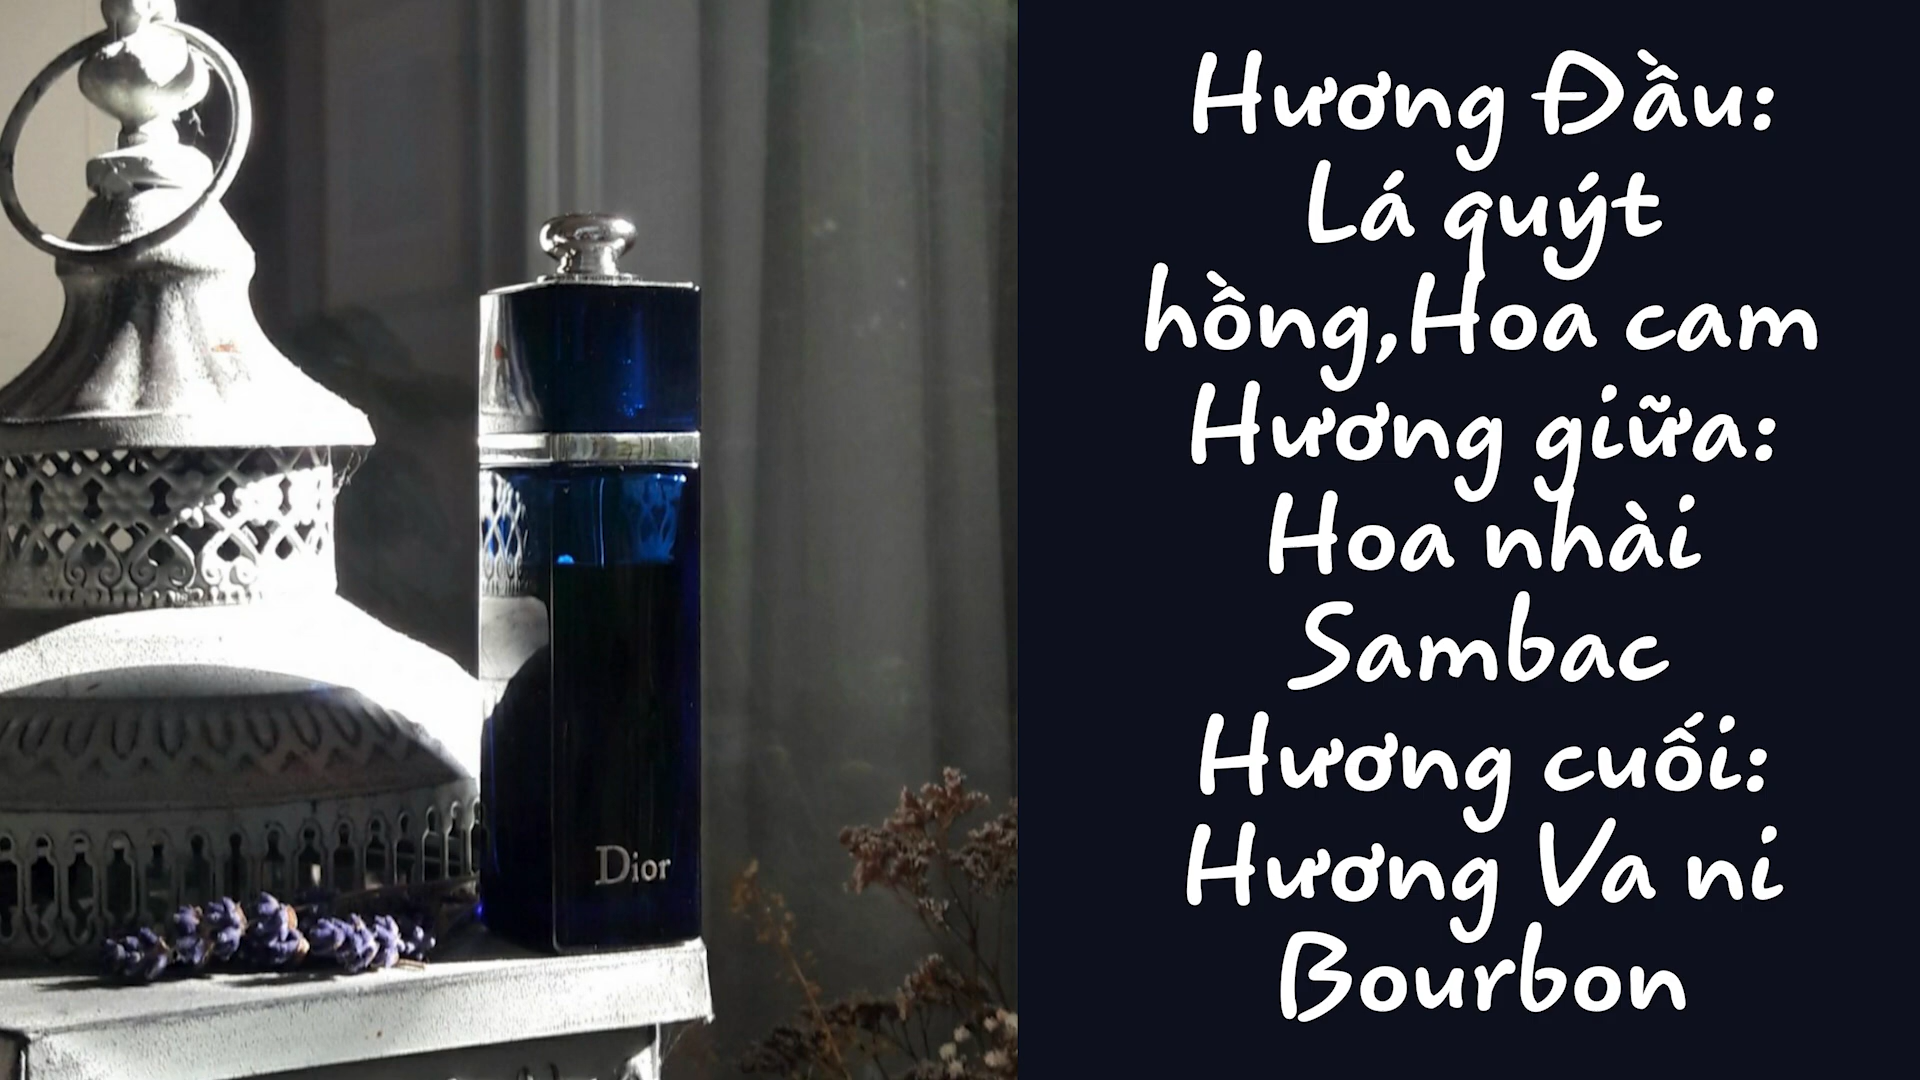 Dior
Hương Đầu:
Lá quýt
hồng,Hoa cam
Hương giữa:
Hoa nhài
Sambac
Hương cuối:
Hương Va ni
Bourbon